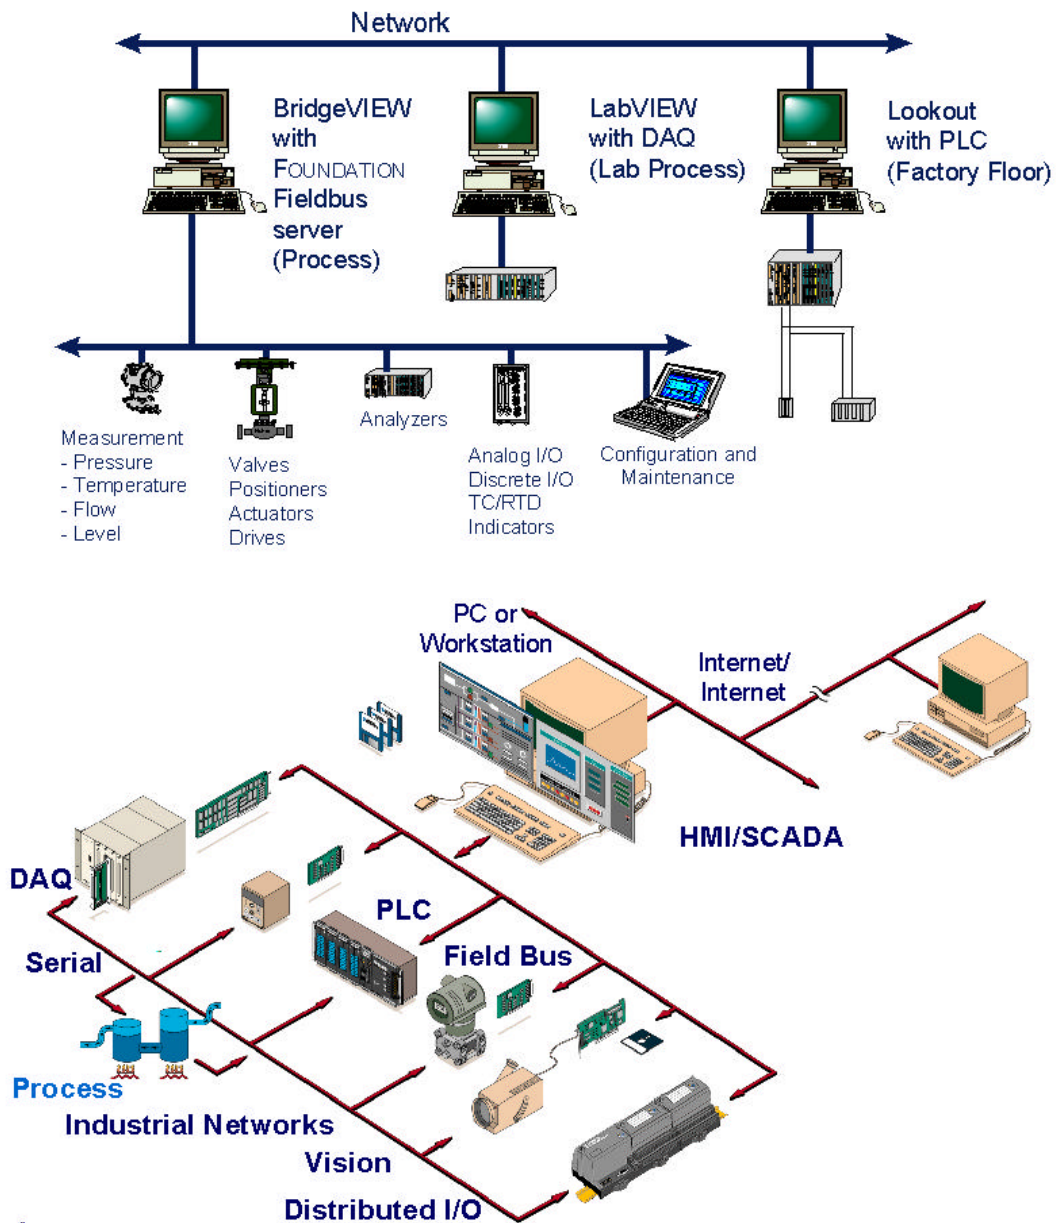 Network
BridgeVIEW
with
FOUNDATION
Fieldbus
server
(Process)
LabVIEW
with DAQ
(Lab Process)
Lookout
with PLC
(Factory Floor)
Measurement
- Pressure
- Temperature
- Flow
- Level
Valves
Positioners
Actuators
Drives
Analyzers
Analog I/O
Discrete I/O
TC/RTD
Indicators
Configuration and
Maintenance
PC or
Workstation
Internet/
Internet
HMI/SCADA
DAQ
PLC
Serial
Field Bus
Process
Industrial Networks
Vision
Distributed I/O